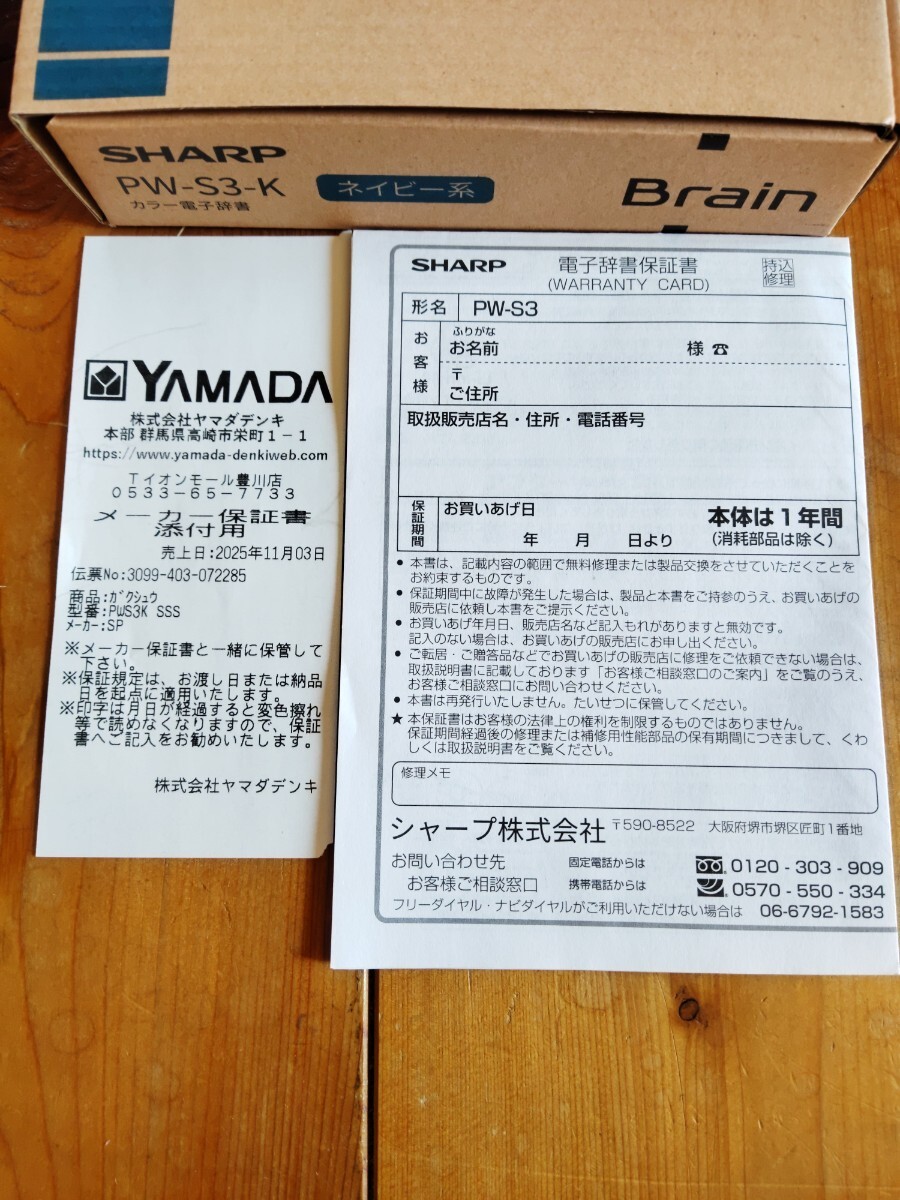 SHARP
PW-S3-K
ネイビー系
カラー電子辞書
Brain
YAMADA
株式会社ヤマダデンキ
本部 群馬県高崎市栄町1-1
https://www.yamada-denkiweb.com
Tイオンモール豊川店
0533-65-7733
メーカー保証書
添付用
売上日:2025年11月03日
伝票No:3099-403-072285
商品:ガクシュウ
型番:PWS3K SSS
メーカー:SP
※メーカー保証書と一緒に保管して
下さい。
※保証規定は、お渡し日または納品
日を起点に適用いたします。
※印字は月日が経過すると変色擦れ
等で読めなくなりますので、保証
書へご記入をお勧めいたします。
株式会社ヤマダデンキ
SHARP
電子辞書保証書
(WARRANTY CARD)
持込
修理
形名 PW-S3
お客様
ふりがな
お名前 様 ☎
〒
ご住所
取扱販売店名・住所・電話番号
保証期間
お買いあげ日
年 月 日より
本体は1年間
(消耗部品は除く)
● 本書は、記載内容の範囲で無料修理または製品交換をさせていただくことを
お約束するものです。
● 保証期間中に故障が発生した場合は、製品と本書をご持参のうえ、お買いあげの
販売店に依頼し本書をご提示ください。
● お買いあげ年月日、販売店名など記入もれがありますと無効です。
記入のない場合は、お買いあげの販売店にお申し出ください。
● ご転居・ご贈答品などでお買いあげの販売店に修理をご依頼できない場合は、
取扱説明書に記載しております「お客様ご相談窓口のご案内」をご覧のうえ、
お客様ご相談窓口にお問い合わせください。
● 本書は再発行いたしません。たいせつに保管してください。
★ 本保証書はお客様の法律上の権利を制限するものではありません。
保証期間経過後の修理または補修用性能部品の保有期間につきまして、くわ
しくは取扱説明書をご覧ください。
修理メモ
シャープ株式会社 〒590-8522 大阪府堺市堺区匠町1番地
お問い合わせ先
お客様ご相談窓口
固定電話からは 0120-303-909
携帯電話からは 0570-550-334
フリーダイヤル・ナビダイヤルがご利用いただけない場合は 06-6792-1583